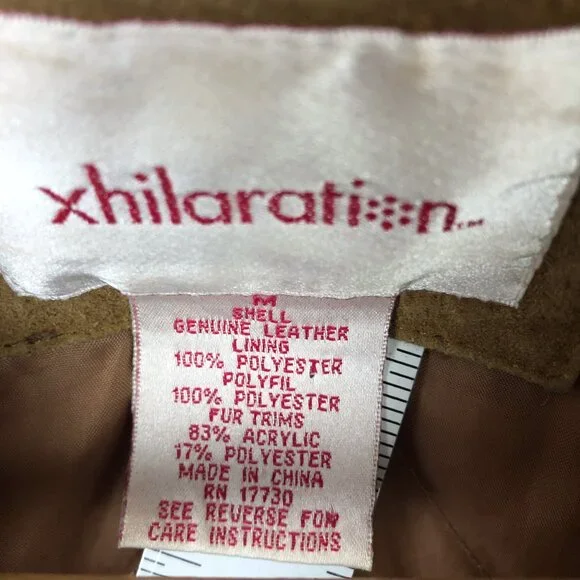 xhilaration™
M
SHELL
GENUINE LEATHER
LINING
100% POLYESTER
POLYFIL
100% POLYESTER
FUR TRIMS
83% ACRYLIC
17% POLYESTER
MADE IN CHINA
RN 17730
SEE REVERSE FOR
CARE INSTRUCTIONS